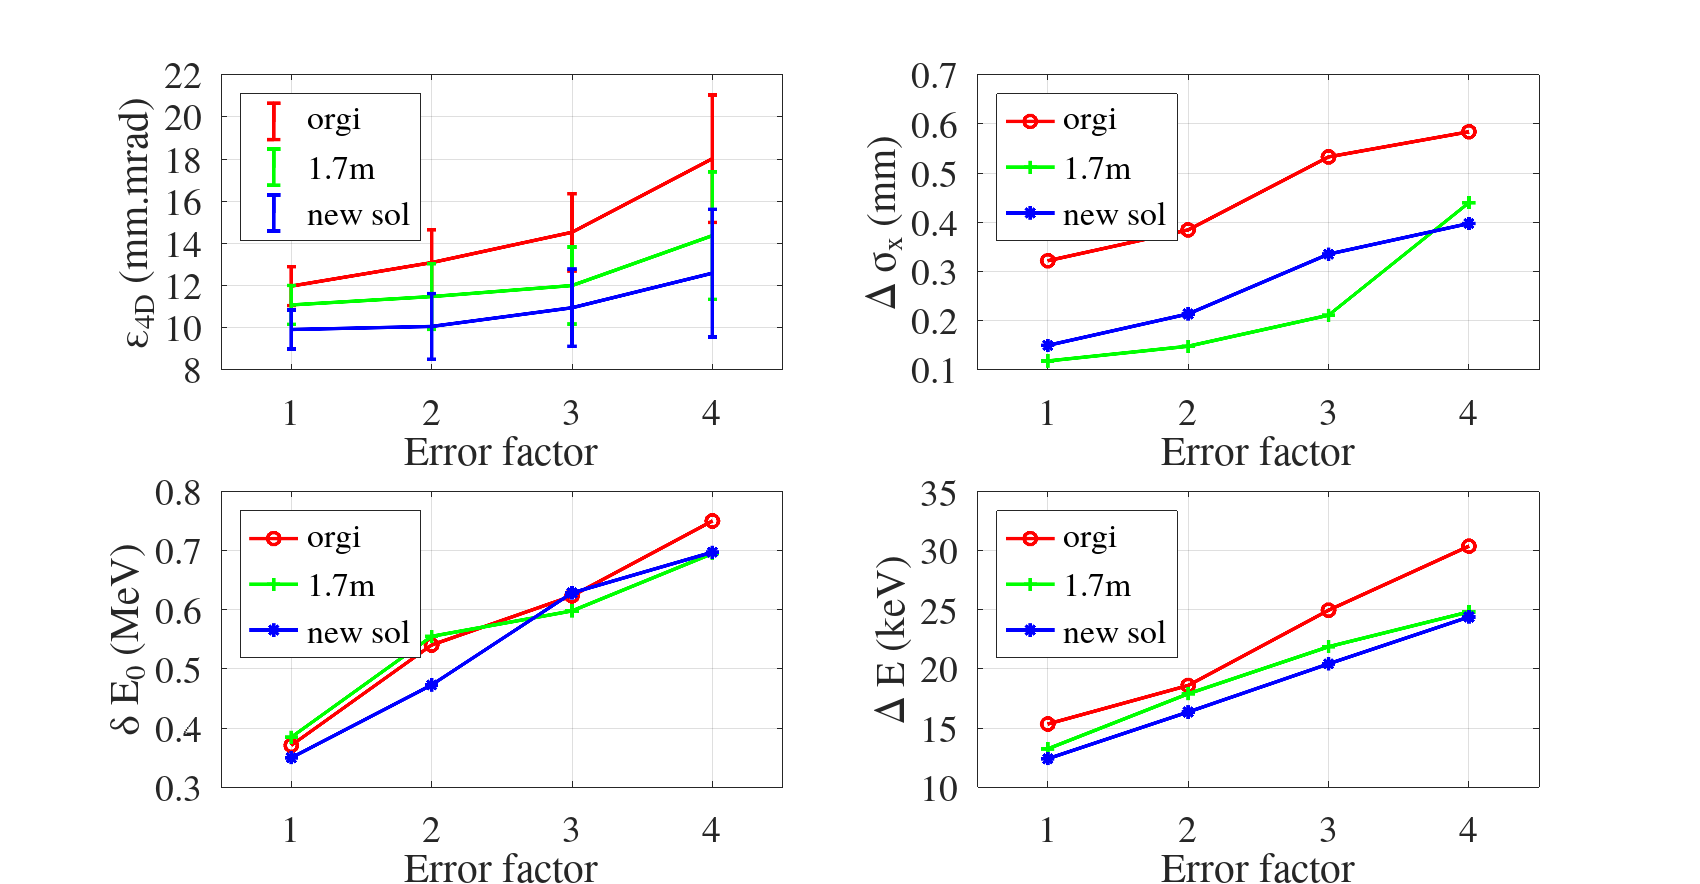 22
20
18
16
14
12
10
8
ε4D (mm.mrad)
orgi
1.7m
new sol
1 2 3 4
Error factor
0.7
0.6
0.5
0.4
0.3
0.2
0.1
Δ σx (mm)
orgi
1.7m
new sol
1 2 3 4
Error factor
0.8
0.7
0.6
0.5
0.4
0.3
δ E0 (MeV)
orgi
1.7m
new sol
1 2 3 4
Error factor
35
30
25
20
15
10
Δ E (keV)
orgi
1.7m
new sol
1 2 3 4
Error factor